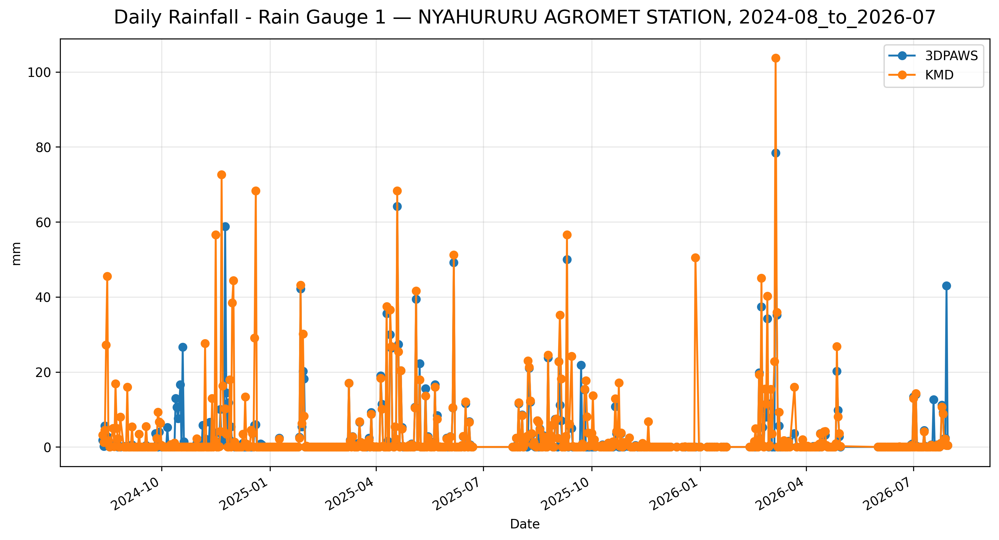 Daily Rainfall - Rain Gauge 1 — NYAHURURU AGROMET STATION, 2024-08_to_2026-07
3DPAWS
KMD
100
80
60
40
20
0
mm
2024-10
2025-01
2025-04
2025-07
2025-10
2026-01
2026-04
2026-07
Date